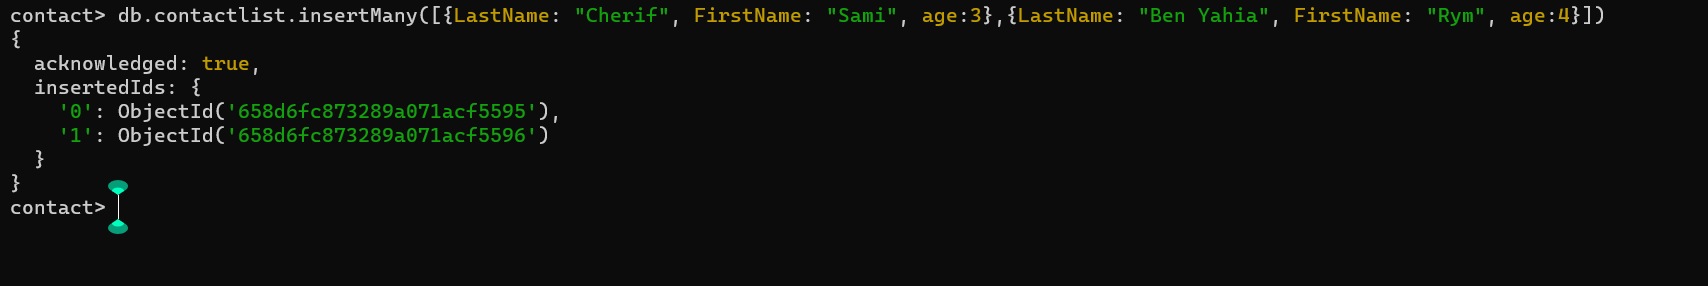 contact> db.contactlist.insertMany([{LastName: "Cherif", FirstName: "Sami", age:3},{LastName: "Ben Yahia", FirstName: "Rym", age:4}])
{
  acknowledged: true,
  insertedIds: {
    '0': ObjectId('658d6fc873289a071acf5595'),
    '1': ObjectId('658d6fc873289a071acf5596')
  }
}
contact>